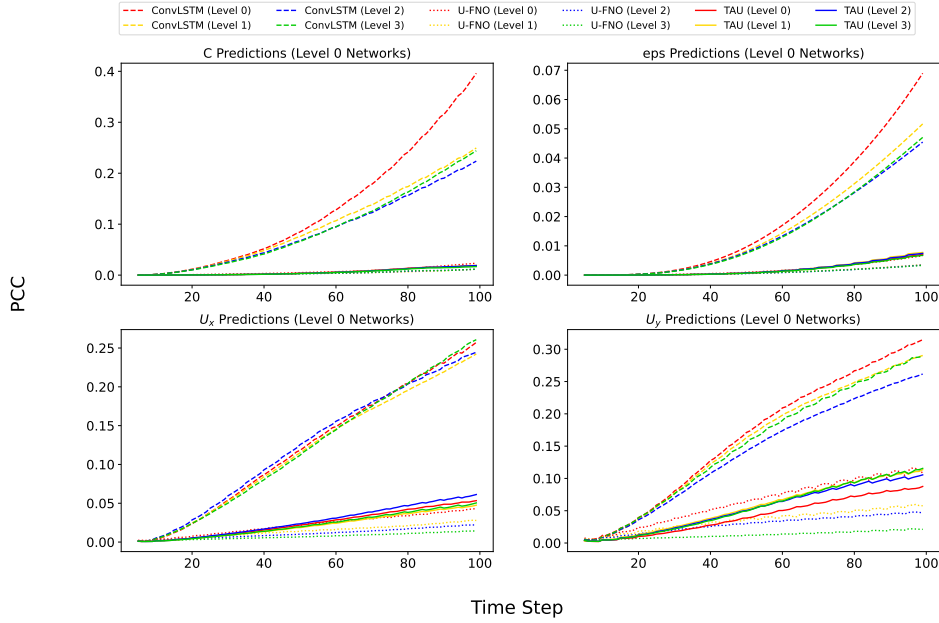 ConvLSTM (Level 0) ConvLSTM (Level 2) U-FNO (Level 0) U-FNO (Level 2) TAU (Level 0) TAU (Level 2)
ConvLSTM (Level 1) ConvLSTM (Level 3) U-FNO (Level 1) U-FNO (Level 3) TAU (Level 1) TAU (Level 3)
C Predictions (Level 0 Networks)
0.4
0.3
0.2
0.1
0.0
20 40 60 80 100
eps Predictions (Level 0 Networks)
0.07
0.06
0.05
0.04
0.03
0.02
0.01
0.00
20 40 60 80 100
PCC
Ux Predictions (Level 0 Networks)
0.25
0.20
0.15
0.10
0.05
0.00
20 40 60 80 100
Uy Predictions (Level 0 Networks)
0.30
0.25
0.20
0.15
0.10
0.05
0.00
20 40 60 80 100
Time Step